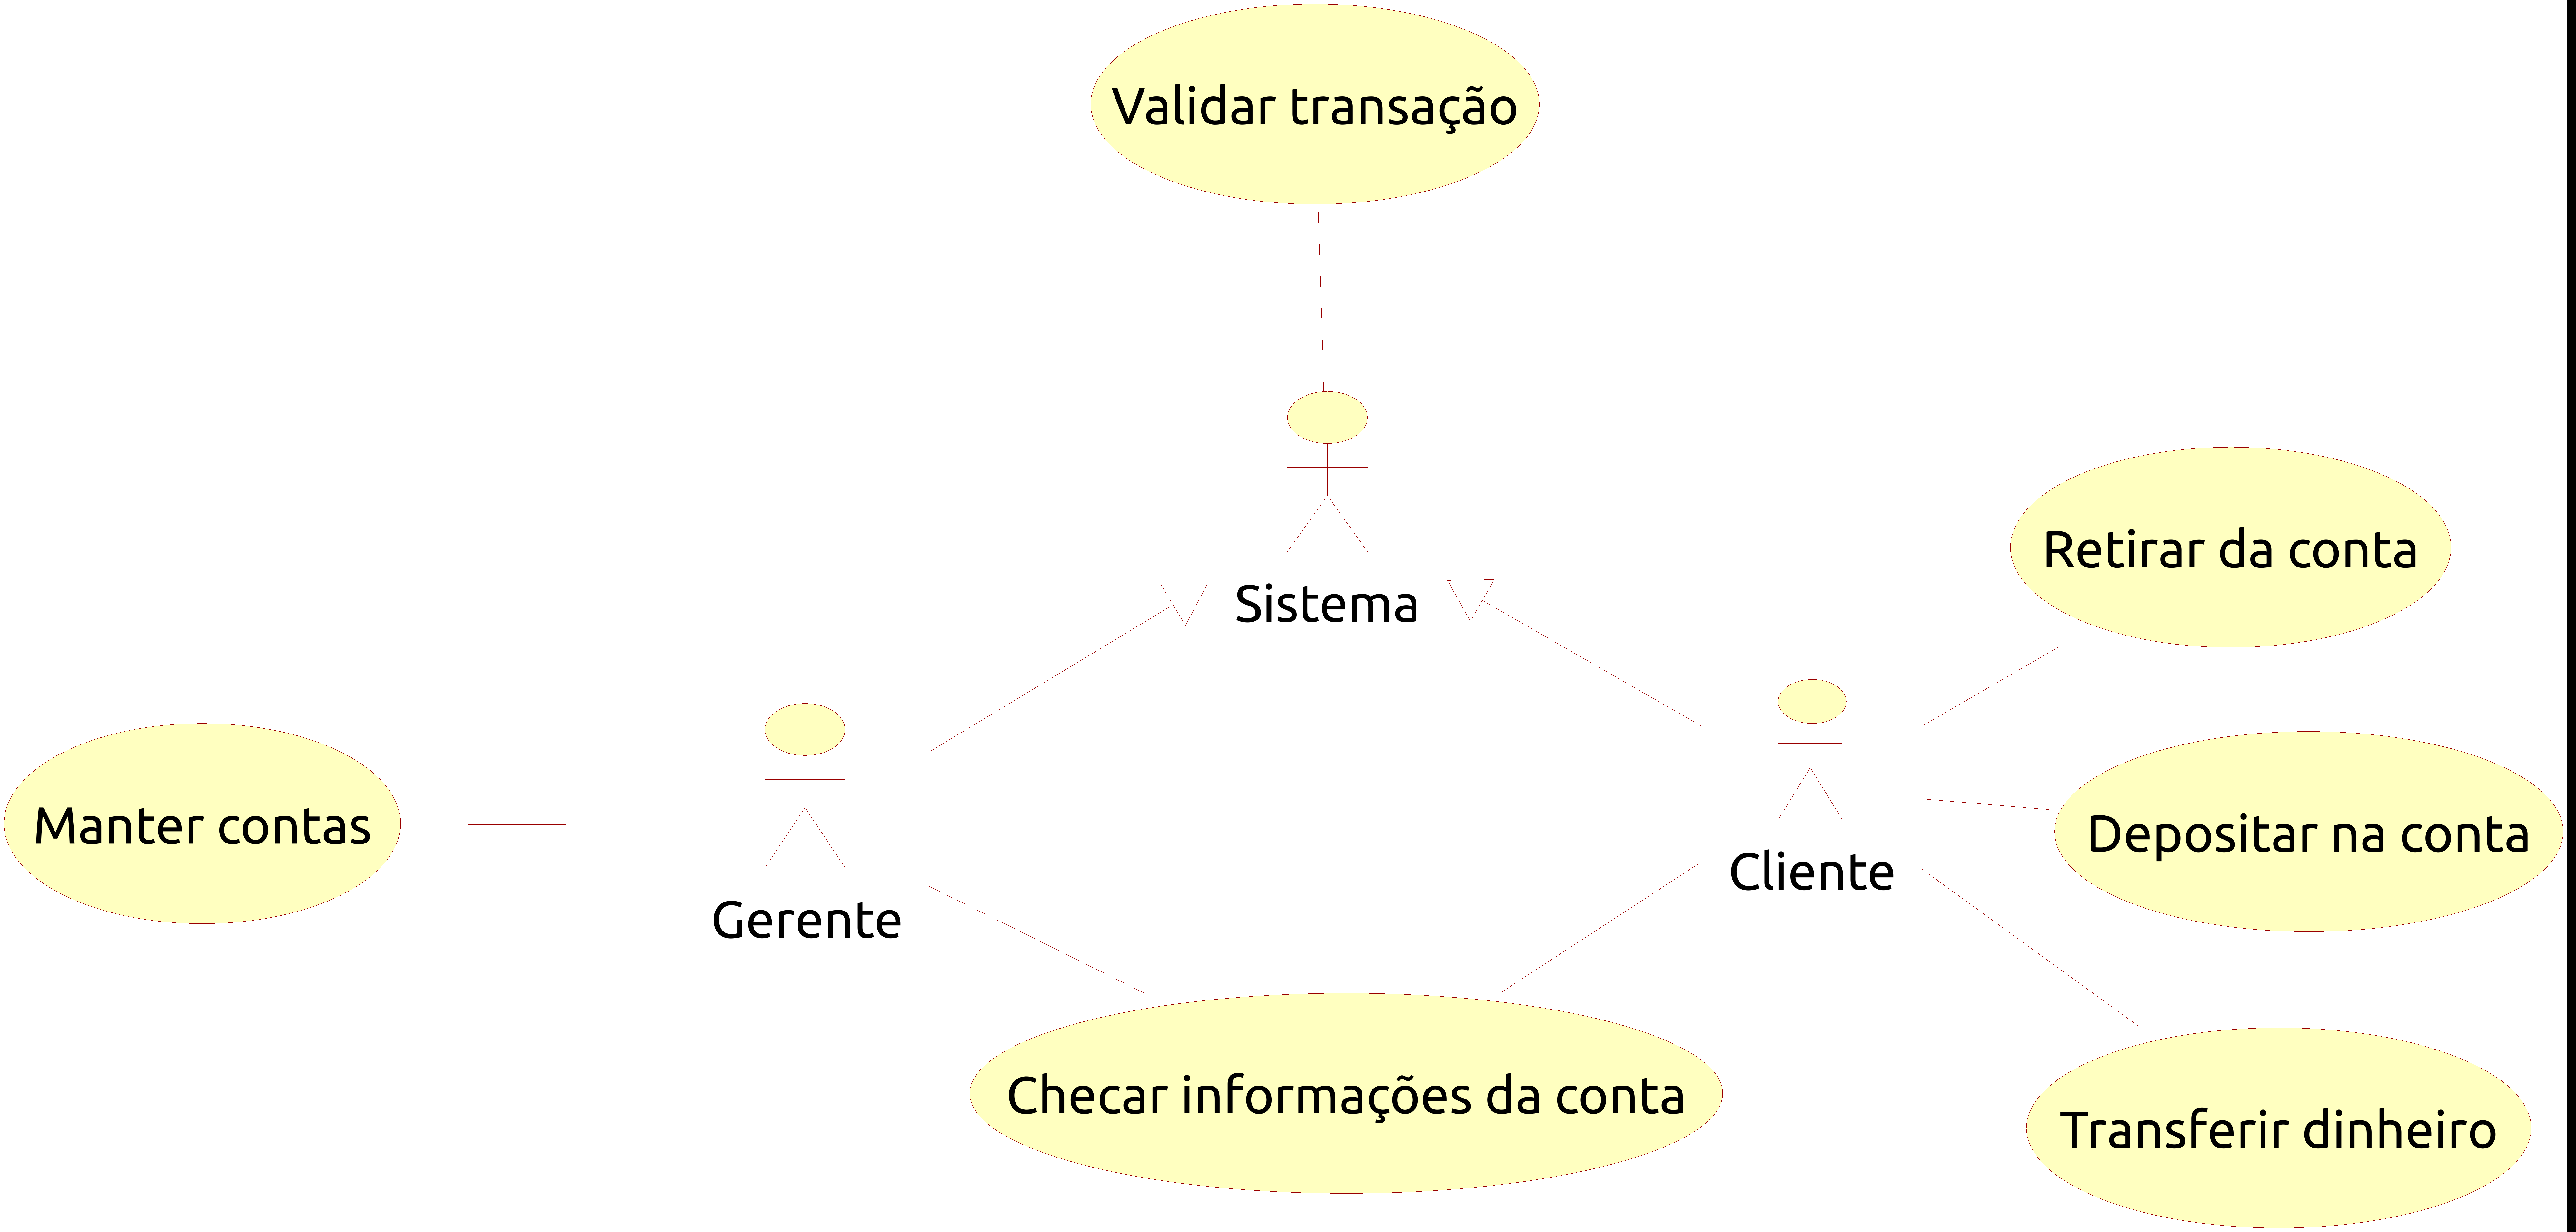 Validar transação
Sistema
Retirar da conta
Manter contas
Gerente
Cliente
Depositar na conta
Checar informações da conta
Transferir dinheiro